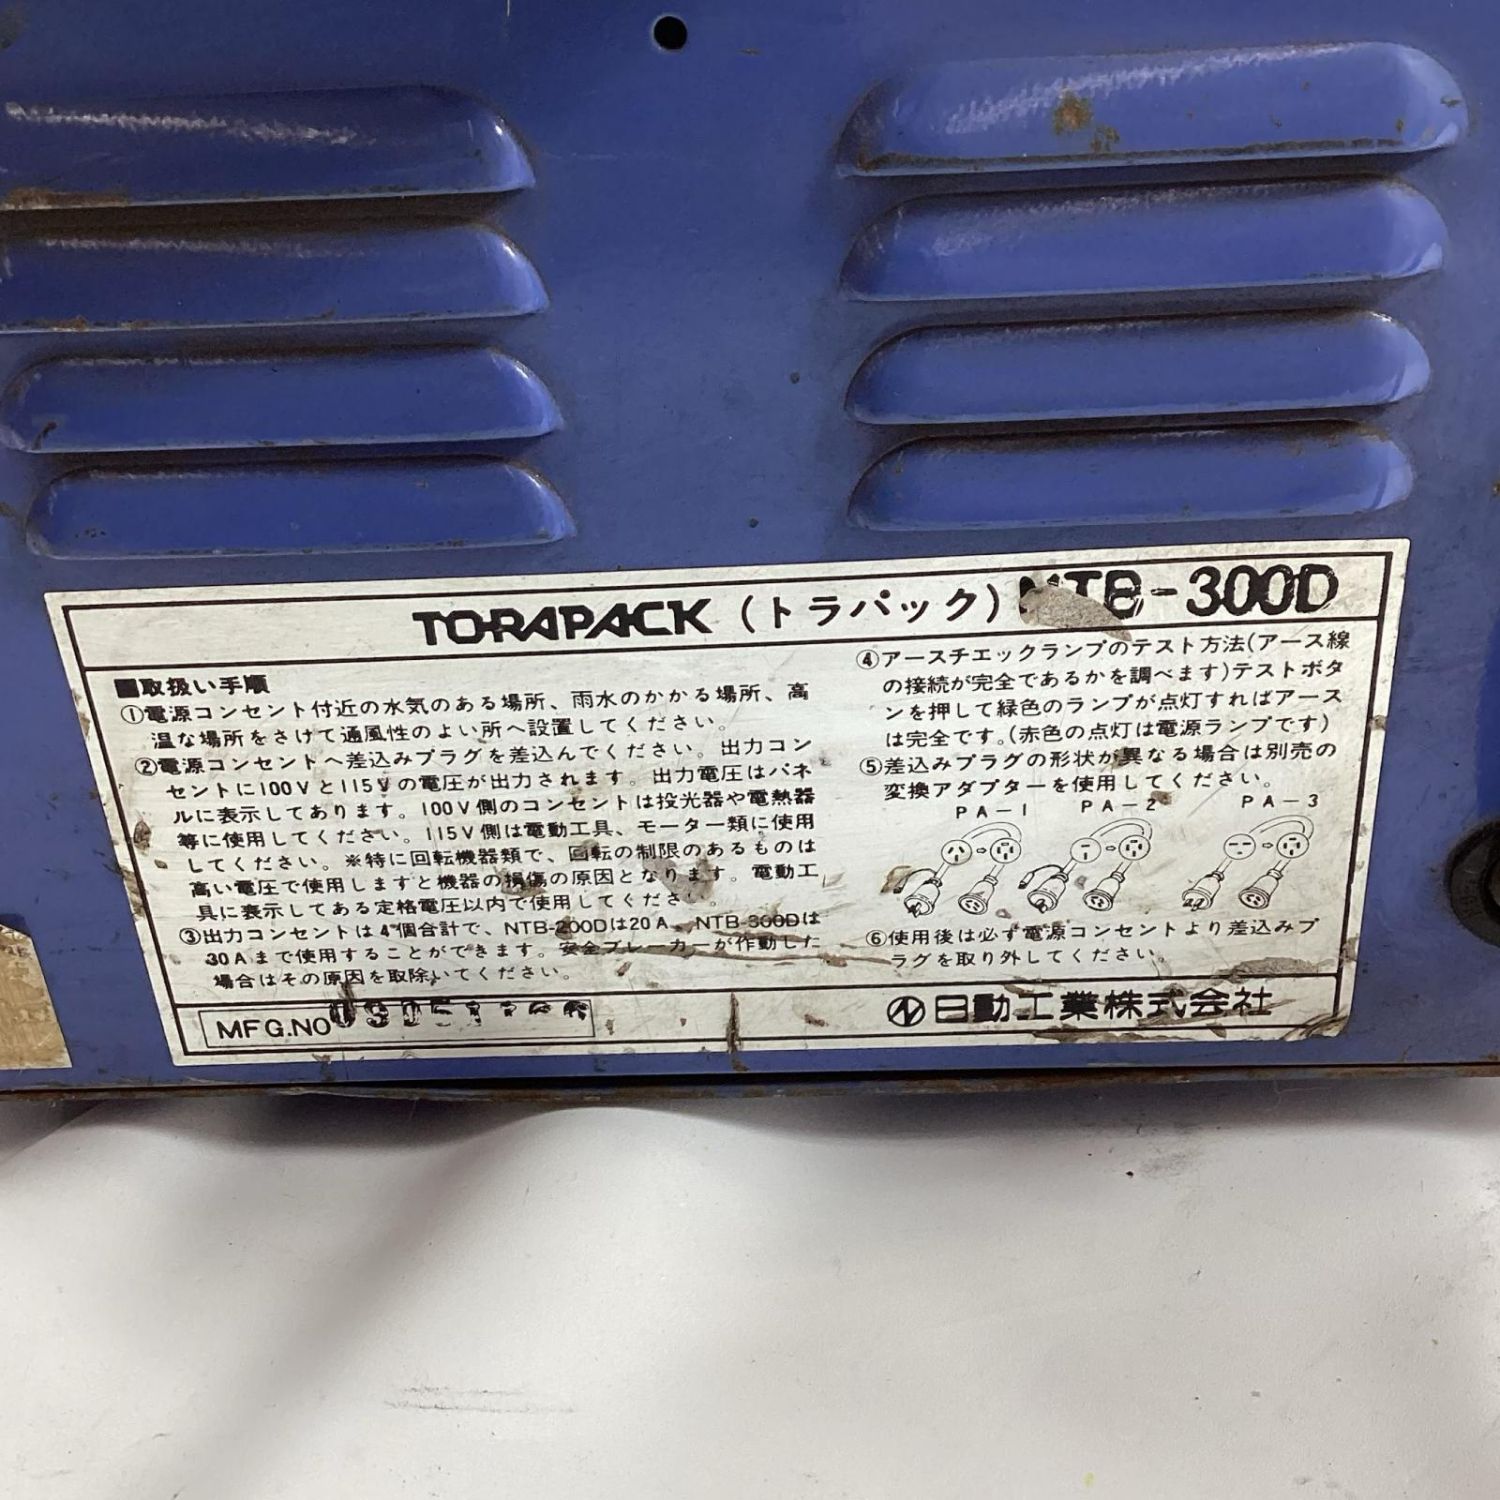 TORAPACK (トラパック) NTB-300D
■取扱い手順
①電源コンセント付近の水気のある場所、雨水のかかる場所、高
温な場所をさけて通風性のよい所へ設置してください。
②電源コンセントへ差込みプラグを差込んでください。出力コン
セントに100Vと115Vの電圧が出力されます。出力電圧はパネ
ルに表示してあります。100V側のコンセントは投光器や電熱器
等に使用してください。115V側は電動工具、モーター類に使用
してください。※特に回転機器類で、回転の制限のあるものは
高い電圧で使用しますと機器の損傷の原因となります。電動工
具に表示してある定格電圧以内で使用してください。
③出力コンセントは4個合計で、NTB-200Dは20A、NTB-300Dは
30Aまで使用することができます。安全ブレーカーが作動した
場合はその原因を取除いてください。
④アースチエックランプのテスト方法(アース線
の接続が完全であるかを調べます)テストボタ
ンを押して緑色のランプが点灯すればアース
は完全です。(赤色の点灯は電源ランプです)
⑤差込みプラグの形状が異なる場合は別売の
変換アダプターを使用してください。
PA-1 PA-2 PA-3
⑥使用後は必ず電源コンセントより差込みプ
ラグを取り外してください。
MFG.NO
日動工業株式会社